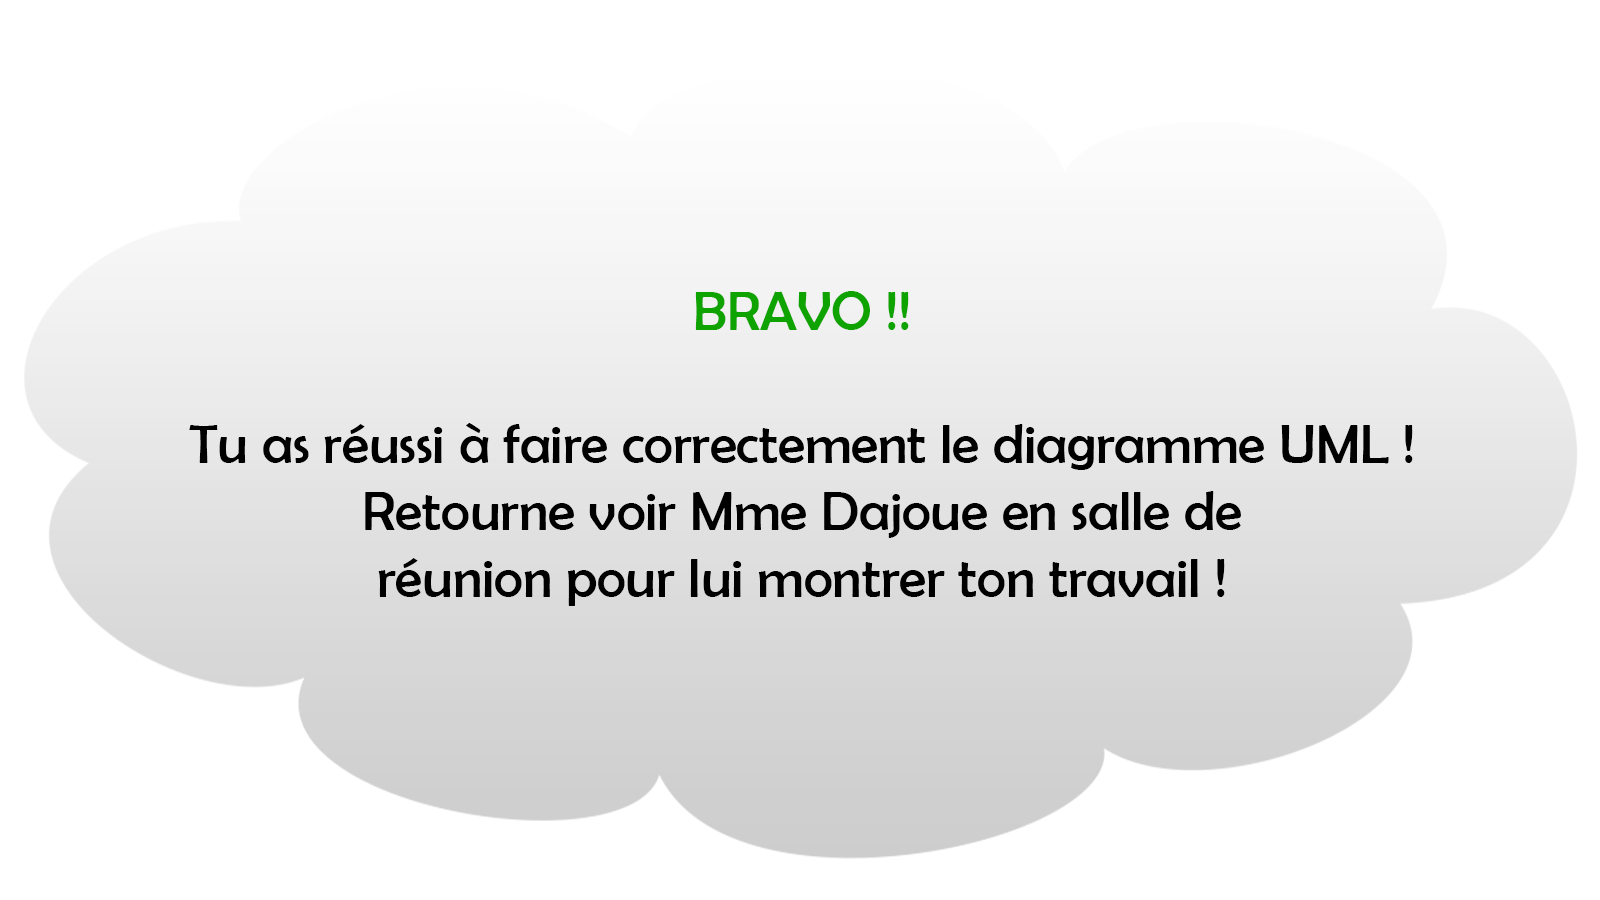 BRAVO !!
Tu as réussi à faire correctement le diagramme UML !
Retourne voir Mme Dajoue en salle de
réunion pour lui montrer ton travail !